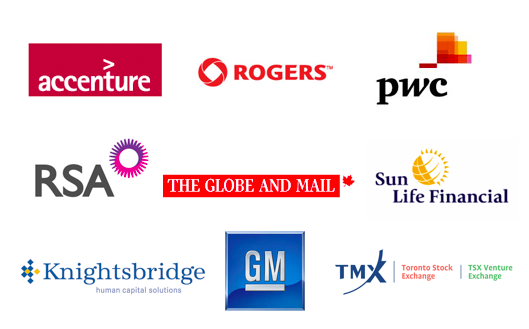 accenture
ROGERS™
pwc
RSA
THE GLOBE AND MAIL
Sun
Life Financial
Knightsbridge
human capital solutions
GM
TMX
Toronto Stock
Exchange
TSX Venture
Exchange